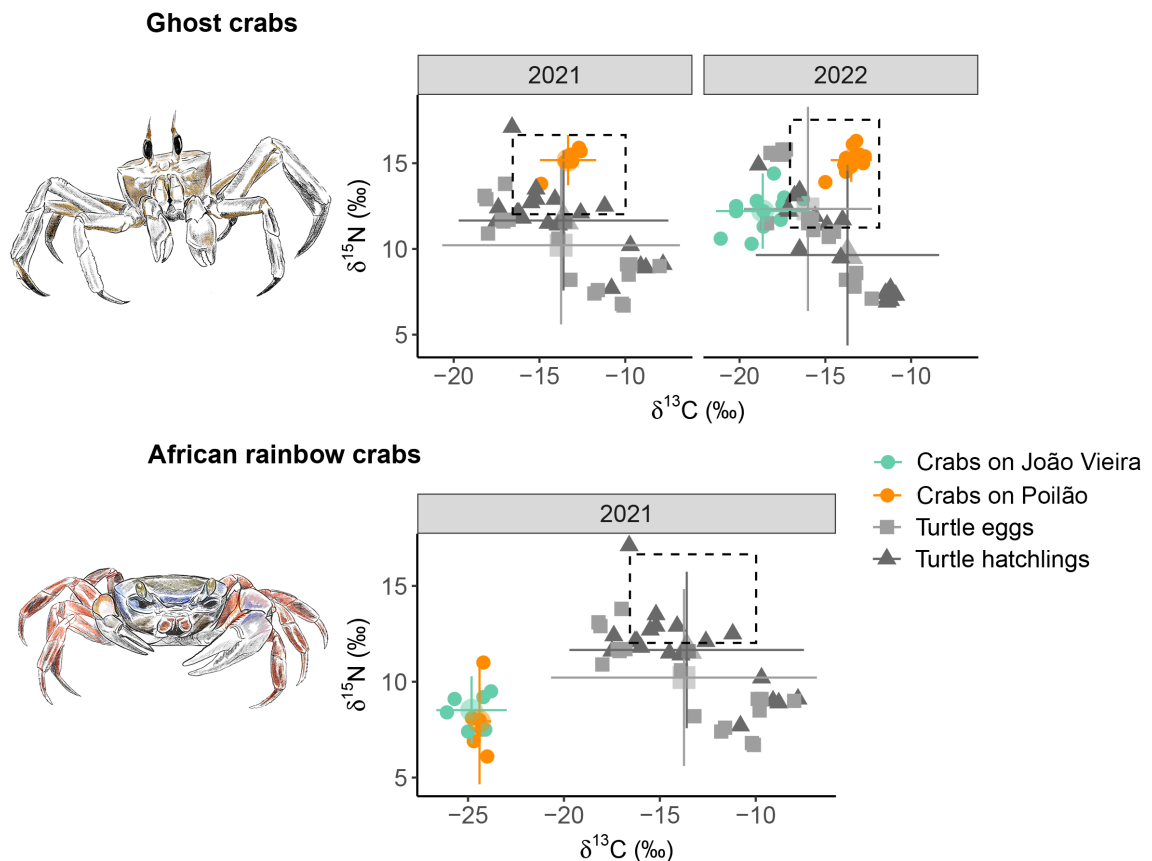 Ghost crabs
2021
2022
15
10
5
δ¹⁵N (‰)
−20 −15 −10
−20 −15 −10
δ¹³C (‰)
African rainbow crabs
Crabs on João Vieira
Crabs on Poilão
Turtle eggs
Turtle hatchlings
2021
15
10
5
δ¹⁵N (‰)
−25 −20 −15 −10
δ¹³C (‰)